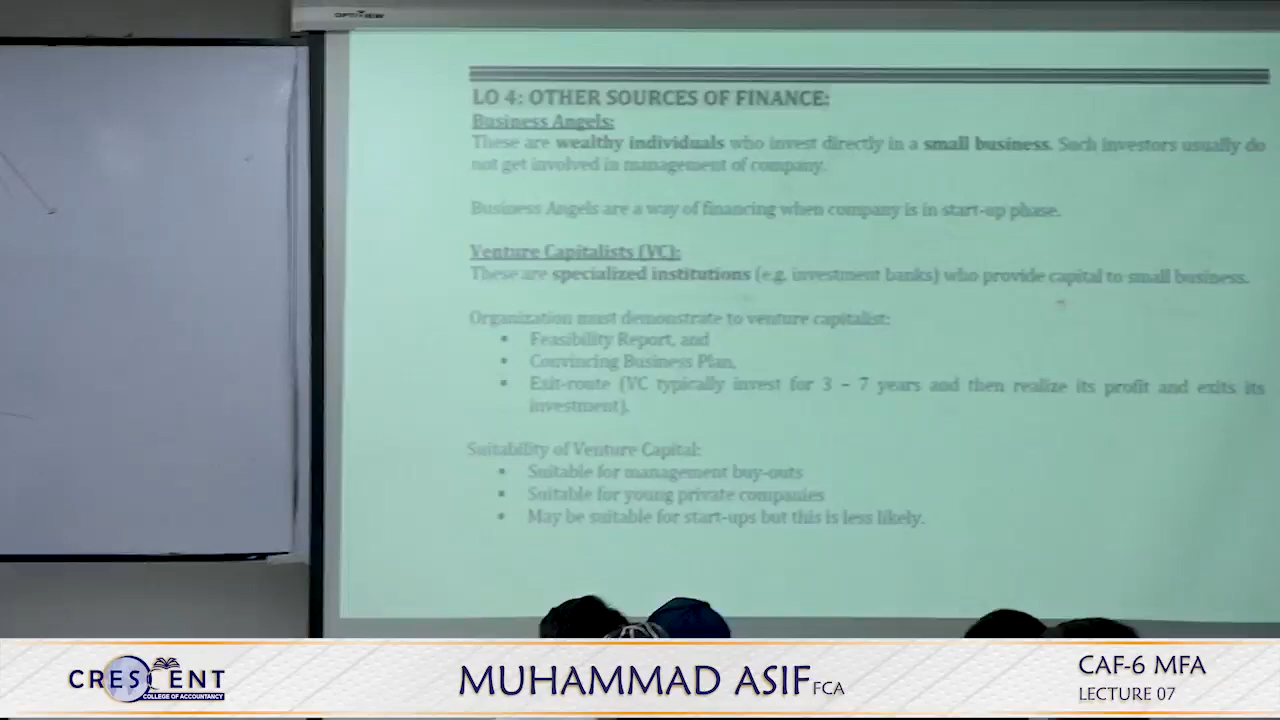 OPTIVIEW
LO 4: OTHER SOURCES OF FINANCE:
Business Angels:
These are wealthy individuals who invest directly in a small business. Such investors usually do
not get involved in management of company.
Business Angels are a way of financing when company is in start-up phase.
Venture Capitalists (VC):
These are specialized institutions (e.g. investment banks) who provide capital to small business.
Organization must demonstrate to venture capitalist:
• Feasibility Report, and
• Convincing Business Plan,
• Exit-route (VC typically invest for 3 – 7 years and then realize its profit and exits its
investment).
Suitability of Venture Capital:
• Suitable for management buy-outs
• Suitable for young private companies
• May be suitable for start-ups but this is less likely.
CRESCENT
COLLEGE OF ACCOUNTANCY
MUHAMMAD ASIF FCA
CAF-6 MFA
LECTURE 07